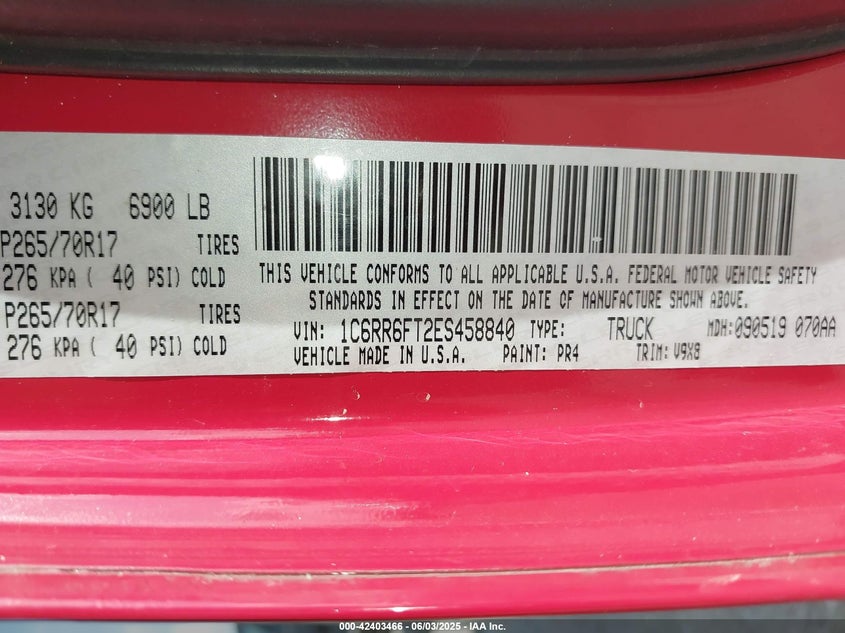 3130 KG 6900 LB
P265/70R17 TIRES
276 KPA ( 40 PSI) COLD
P265/70R17 TIRES
276 KPA ( 40 PSI) COLD
THIS VEHICLE CONFORMS TO ALL APPLICABLE U.S.A. FEDERAL MOTOR VEHICLE SAFETY
STANDARDS IN EFFECT ON THE DATE OF MANUFACTURE SHOWN ABOVE.
VIN: 1C6RR6FT2ES458840 TYPE: TRUCK MDH:090519 070AA
VEHICLE MADE IN U.S.A. PAINT: PR4 TRIM: V9X8
000-42403466 - 06/03/2025 - IAA Inc.